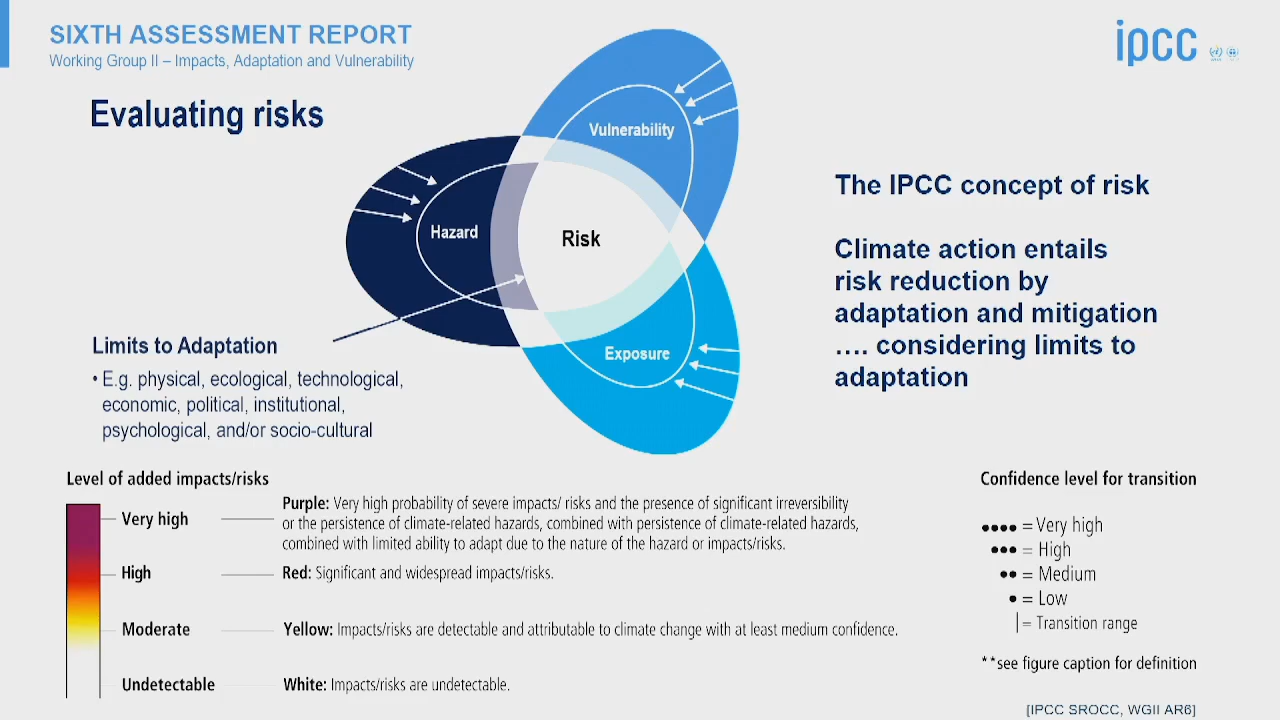 SIXTH ASSESSMENT REPORT
Working Group II – Impacts, Adaptation and Vulnerability
ipcc
Evaluating risks
Vulnerability
Hazard
Risk
Exposure
The IPCC concept of risk
Climate action entails
risk reduction by
adaptation and mitigation
…. considering limits to
adaptation
Limits to Adaptation
• E.g. physical, ecological, technological,
economic, political, institutional,
psychological, and/or socio-cultural
Level of added impacts/risks
Very high
Purple: Very high probability of severe impacts/ risks and the presence of significant irreversibility
or the persistence of climate-related hazards, combined with persistence of climate-related hazards,
combined with limited ability to adapt due to the nature of the hazard or impacts/risks.
High
Red: Significant and widespread impacts/risks.
Moderate
Yellow: Impacts/risks are detectable and attributable to climate change with at least medium confidence.
Undetectable
White: Impacts/risks are undetectable.
Confidence level for transition
•••• = Very high
••• = High
•• = Medium
• = Low
| = Transition range
**see figure caption for definition
[IPCC SROCC, WGII AR6]